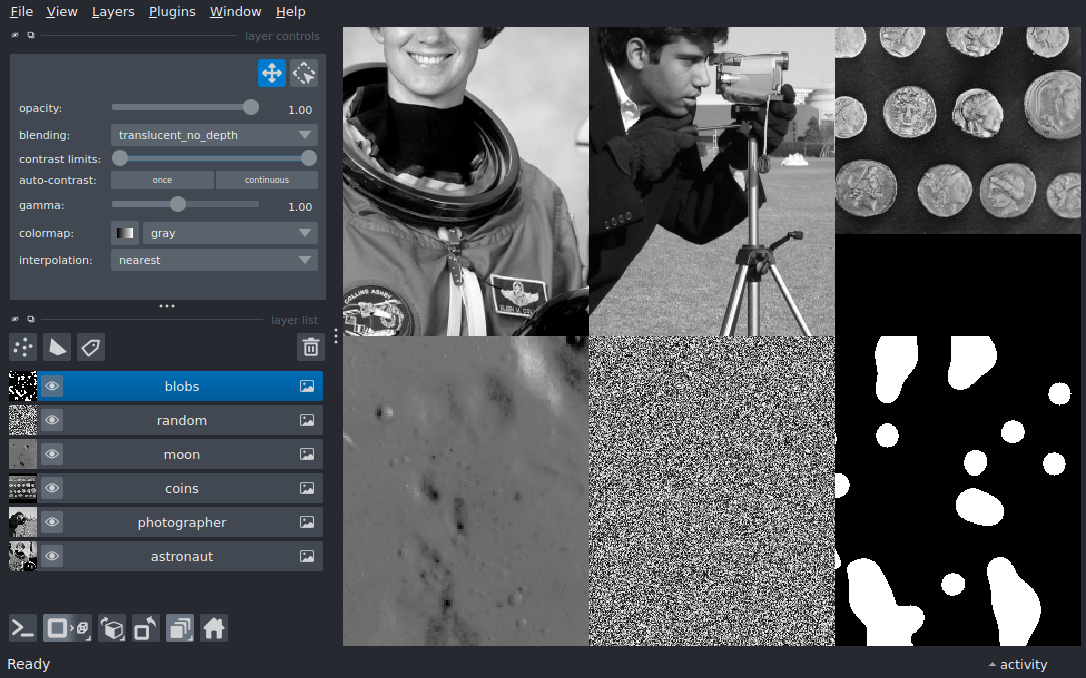 File View Layers Plugins Window Help
layer controls
opacity: 1.00
blending: translucent_no_depth
contrast limits:
auto-contrast: once continuous
gamma: 1.00
colormap: gray
interpolation: nearest
layer list
blobs
random
moon
coins
photographer
astronaut
COLLINS
Ready activity